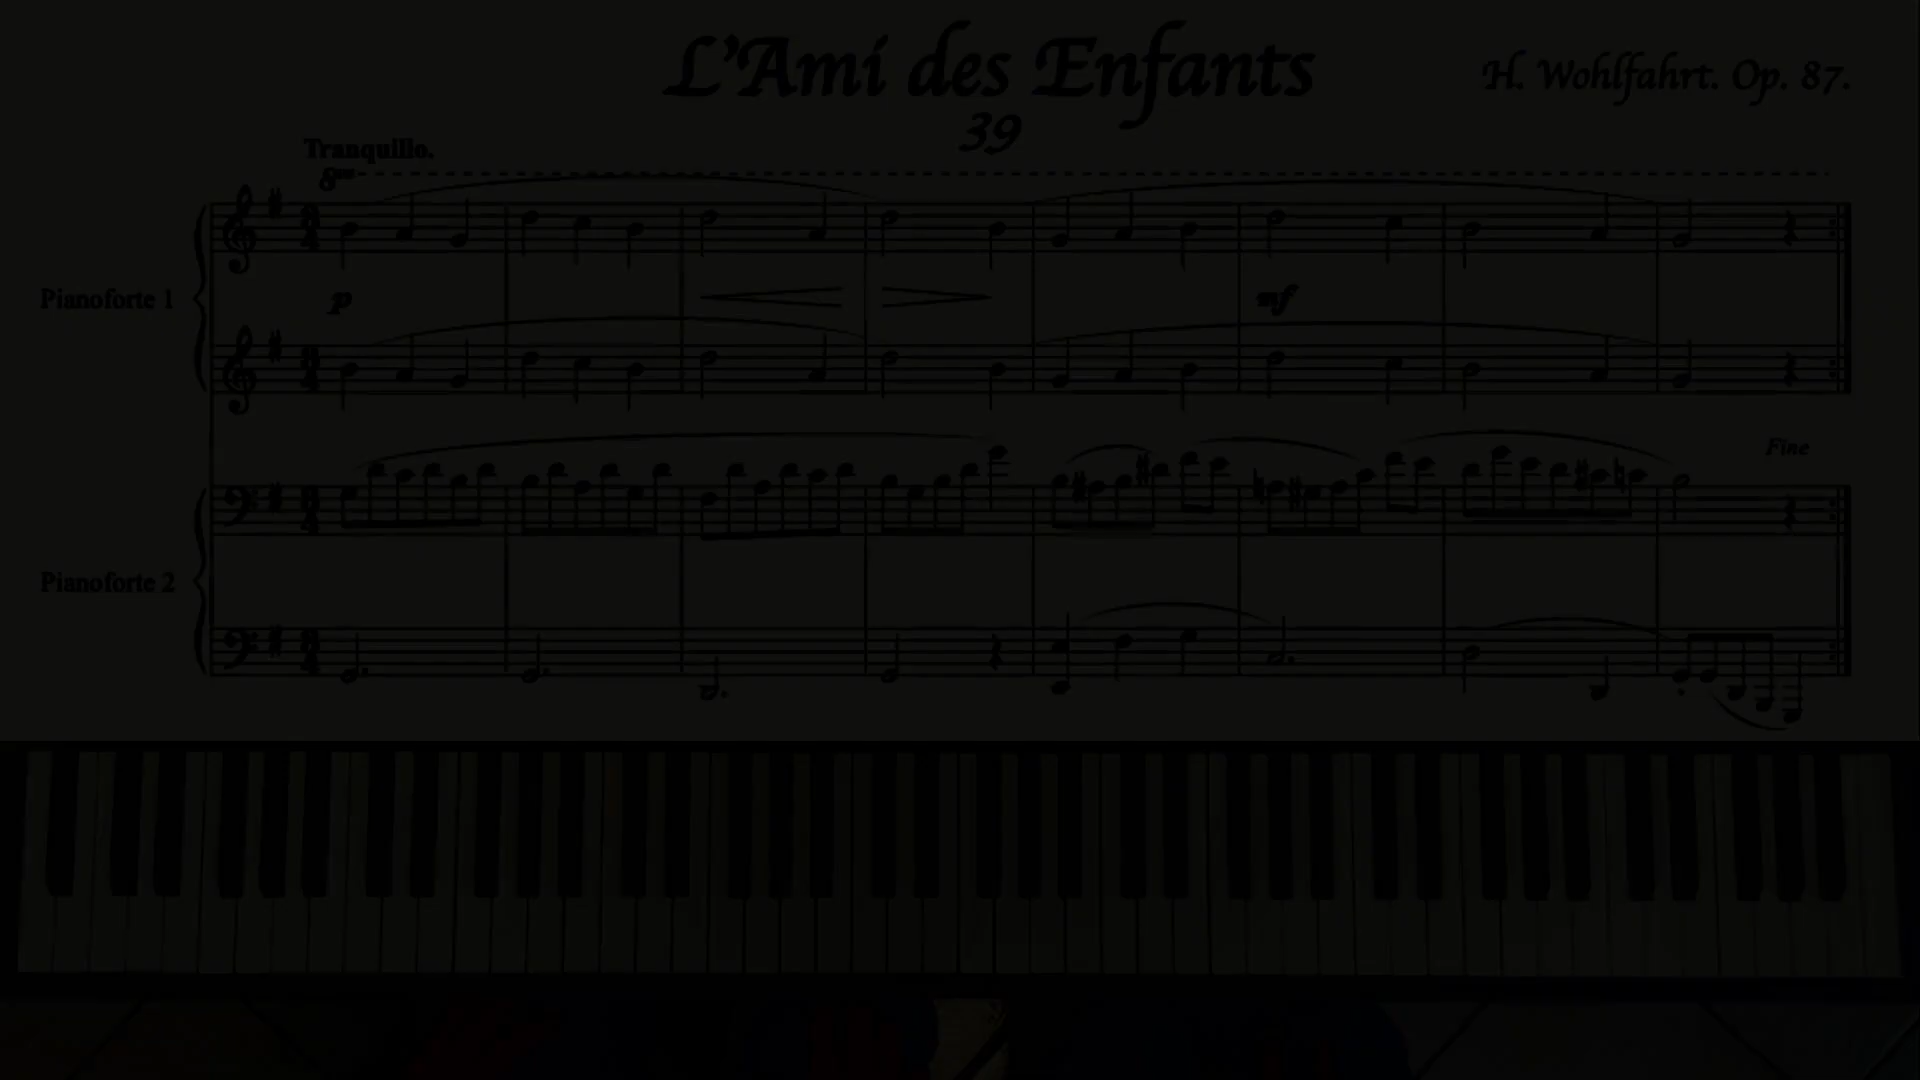 L'Ami des Enfants
H. Wohlfahrt. Op. 87.
39
Tranquillo.
8va
Pianoforte 1
p
mf
Fine
Pianoforte 2